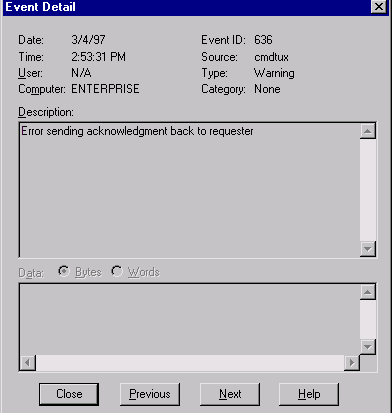 Event Detail
Date: 3/4/97 Event ID: 636
Time: 2:53:31 PM Source: cmdtux
User: N/A Type: Warning
Computer: ENTERPRISE Category: None
Description:
Error sending acknowledgment back to requester
Data: Bytes Words
Close Previous Next Help